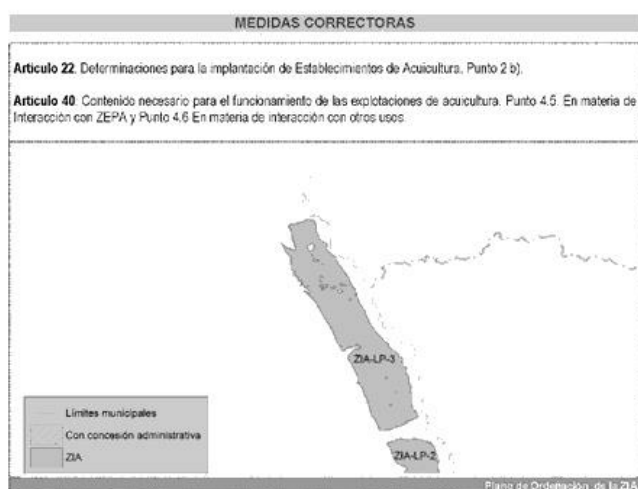 MEDIDAS CORRECTORAS
Artículo 22. Determinaciones para la implantación de Establecimientos de Acuicultura. Punto 2 b).
Artículo 40. Contenido necesario para el funcionamiento de las explotaciones de acuicultura. Punto 4.5. En materia de
Interacción con ZEPA y Punto 4.6 En materia de interacción con otros usos.
ZIA-LP-3
Límites municipales
Con concesión administrativa
ZIA
ZIA-LP-2
Plano de Ordenación de la ZIA